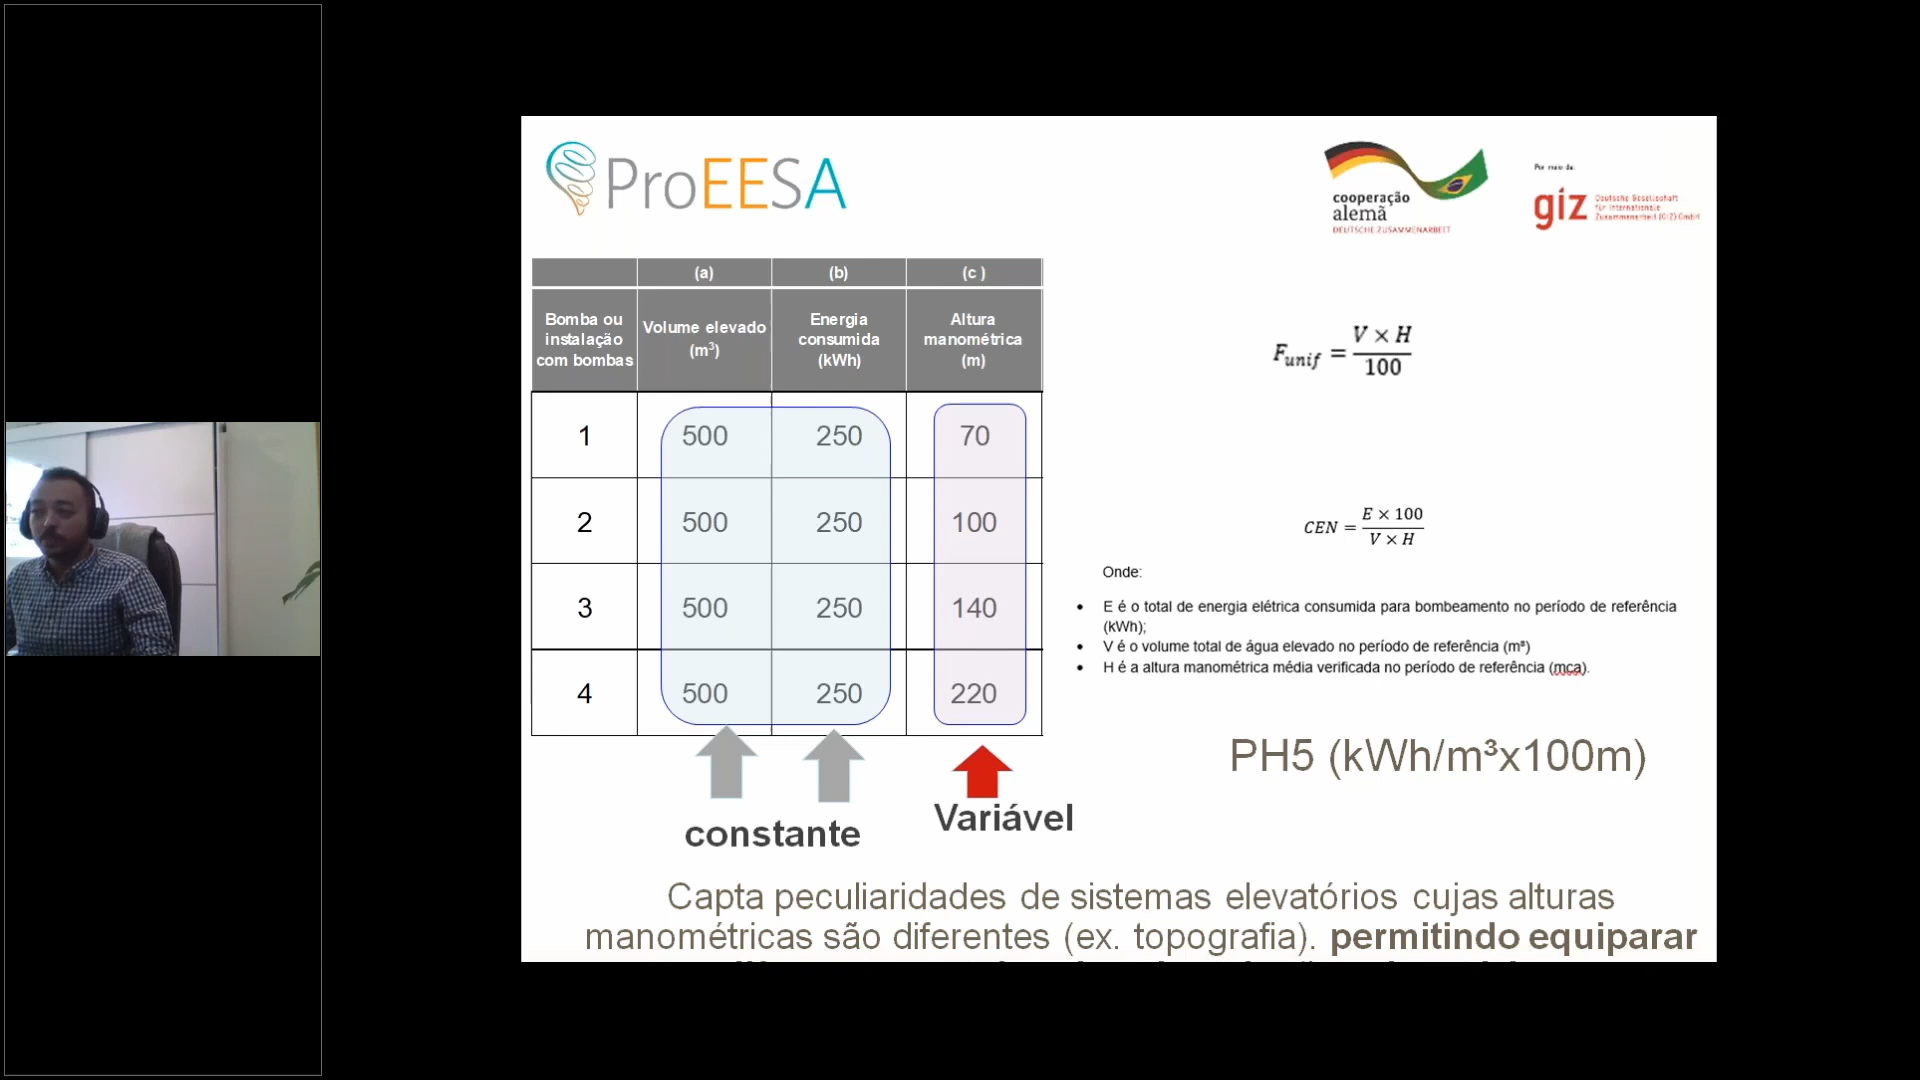 ProEESA
cooperação
alemã
DEUTSCHE ZUSAMMENARBEIT
Por meio da:
giz
Deutsche Gesellschaft
für Internationale
Zusammenarbeit (GIZ) GmbH
(a) (b) (c )
Bomba ou
instalação
com bombas
Volume elevado
(m³)
Energia
consumida
(kWh)
Altura
manométrica
(m)
1 500 250 70
2 500 250 100
3 500 250 140
4 500 250 220
constante
Variável
F_unif = V × H / 100
CEN = E × 100 / V × H
Onde:
• E é o total de energia elétrica consumida para bombeamento no período de referência
(kWh);
• V é o volume total de água elevado no período de referência (m³)
• H é a altura manométrica média verificada no período de referência (mca).
PH5 (kWh/m³x100m)
Capta peculiaridades de sistemas elevatórios cujas alturas
manométricas são diferentes (ex. topografia). permitindo equiparar